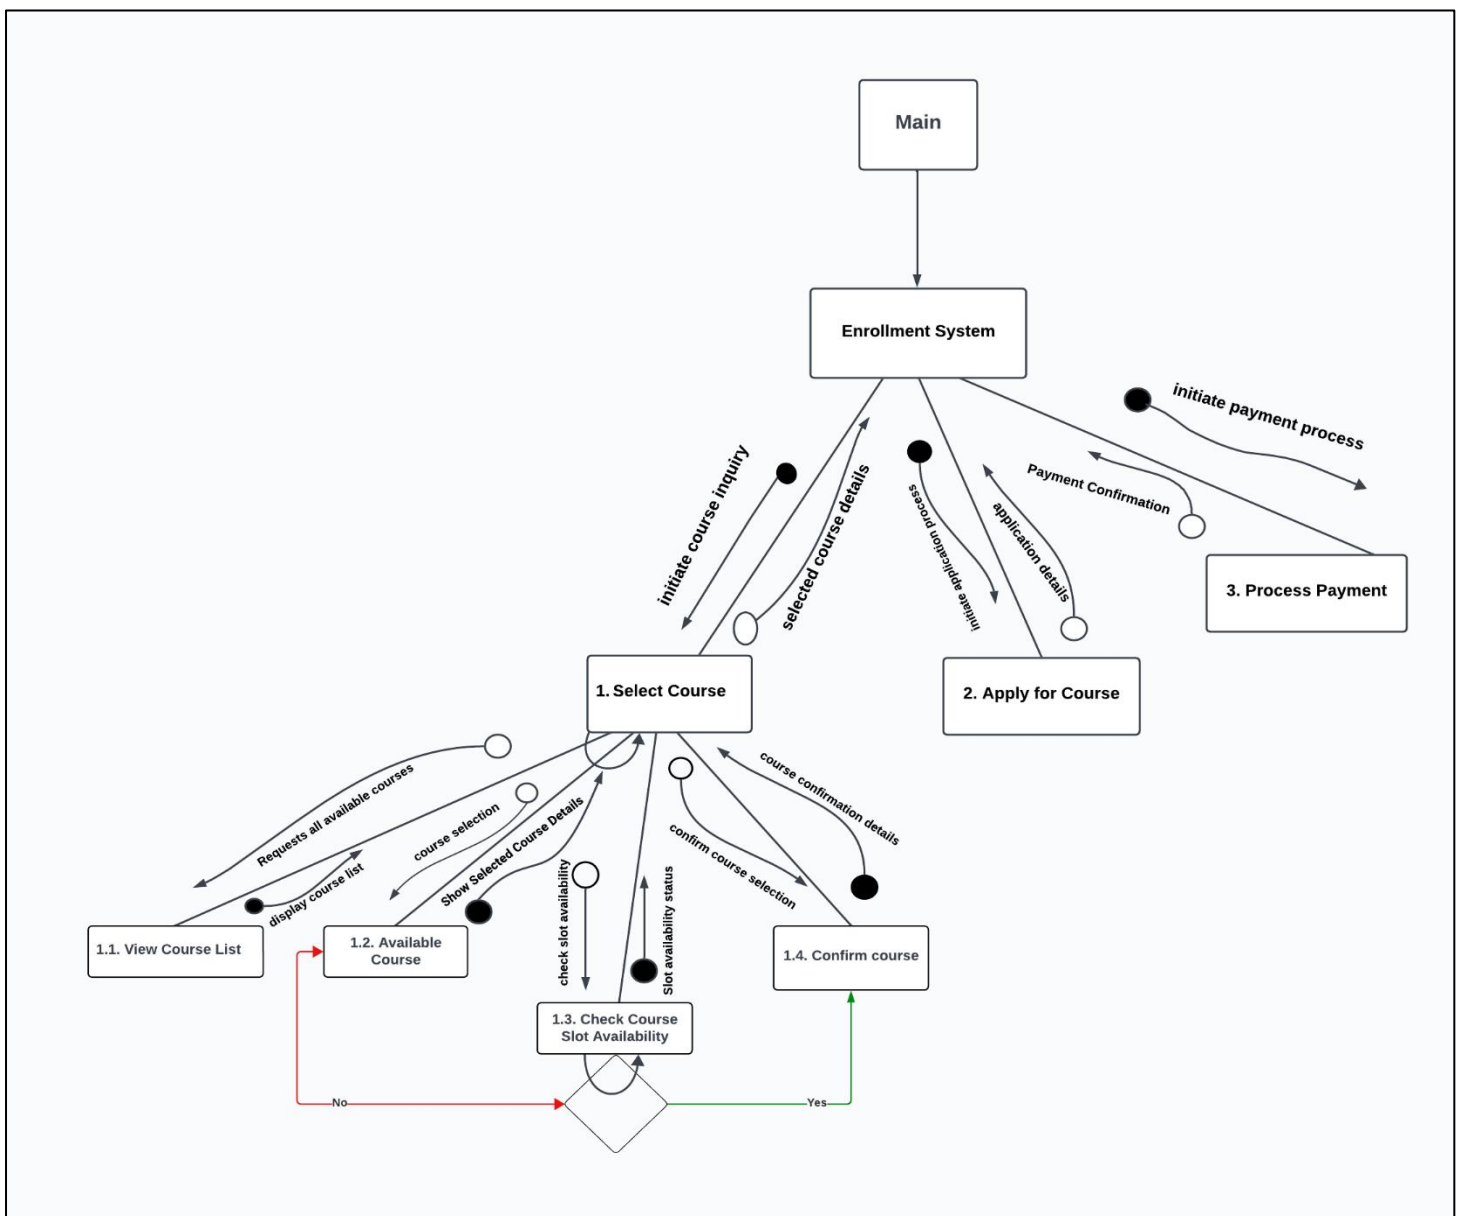 Main
Enrollment System
initiate payment process
Payment Confirmation
initiate course inquiry
selected course details
initiate application process
application details
3. Process Payment
1. Select Course
2. Apply for Course
Requests all available courses
display course list
course selection
Show Selected Course Details
check slot availability
Slot availability status
confirm course selection
course confirmation details
1.1. View Course List
1.2. Available
Course
1.4. Confirm course
1.3. Check Course
Slot Availability
No
Yes